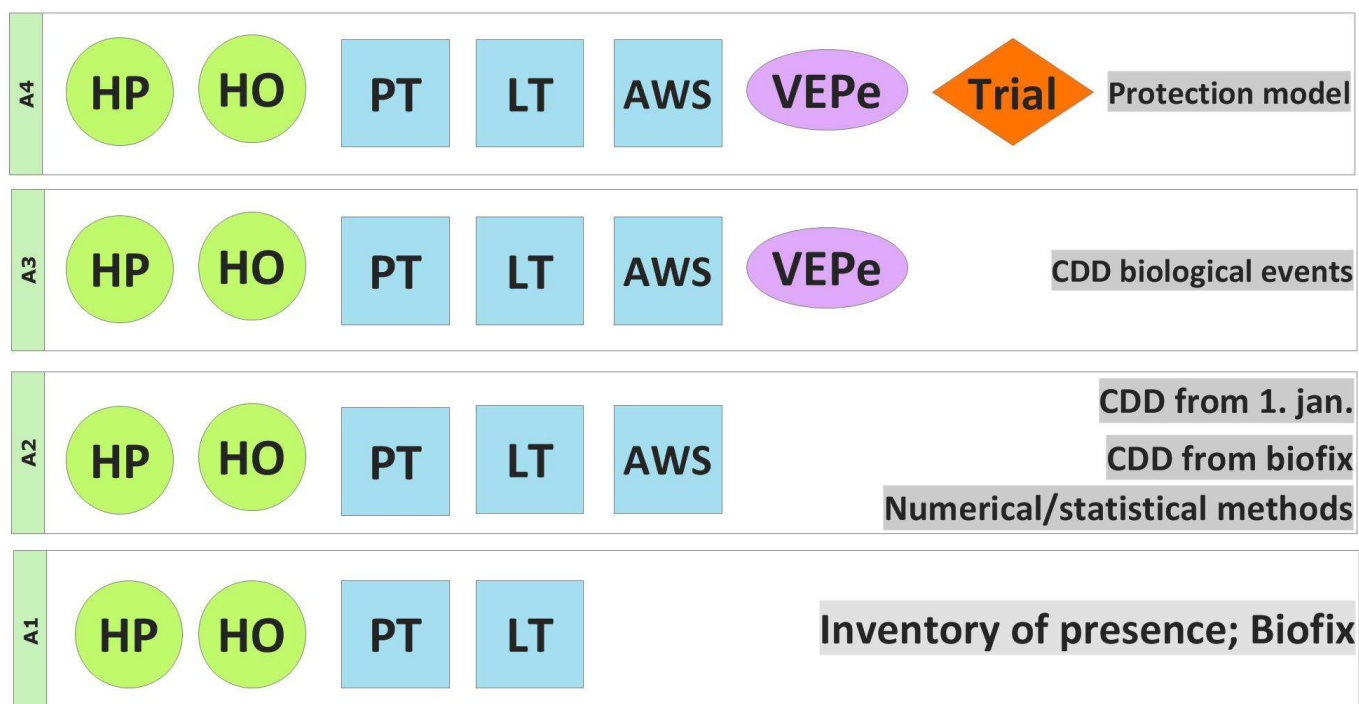 A4
HP HO PT LT AWS VEPe Trial Protection model
A3
HP HO PT LT AWS VEPe CDD biological events
A2
HP HO PT LT AWS
CDD from 1. jan.
CDD from biofix
Numerical/statistical methods
A1
HP HO PT LT Inventory of presence; Biofix